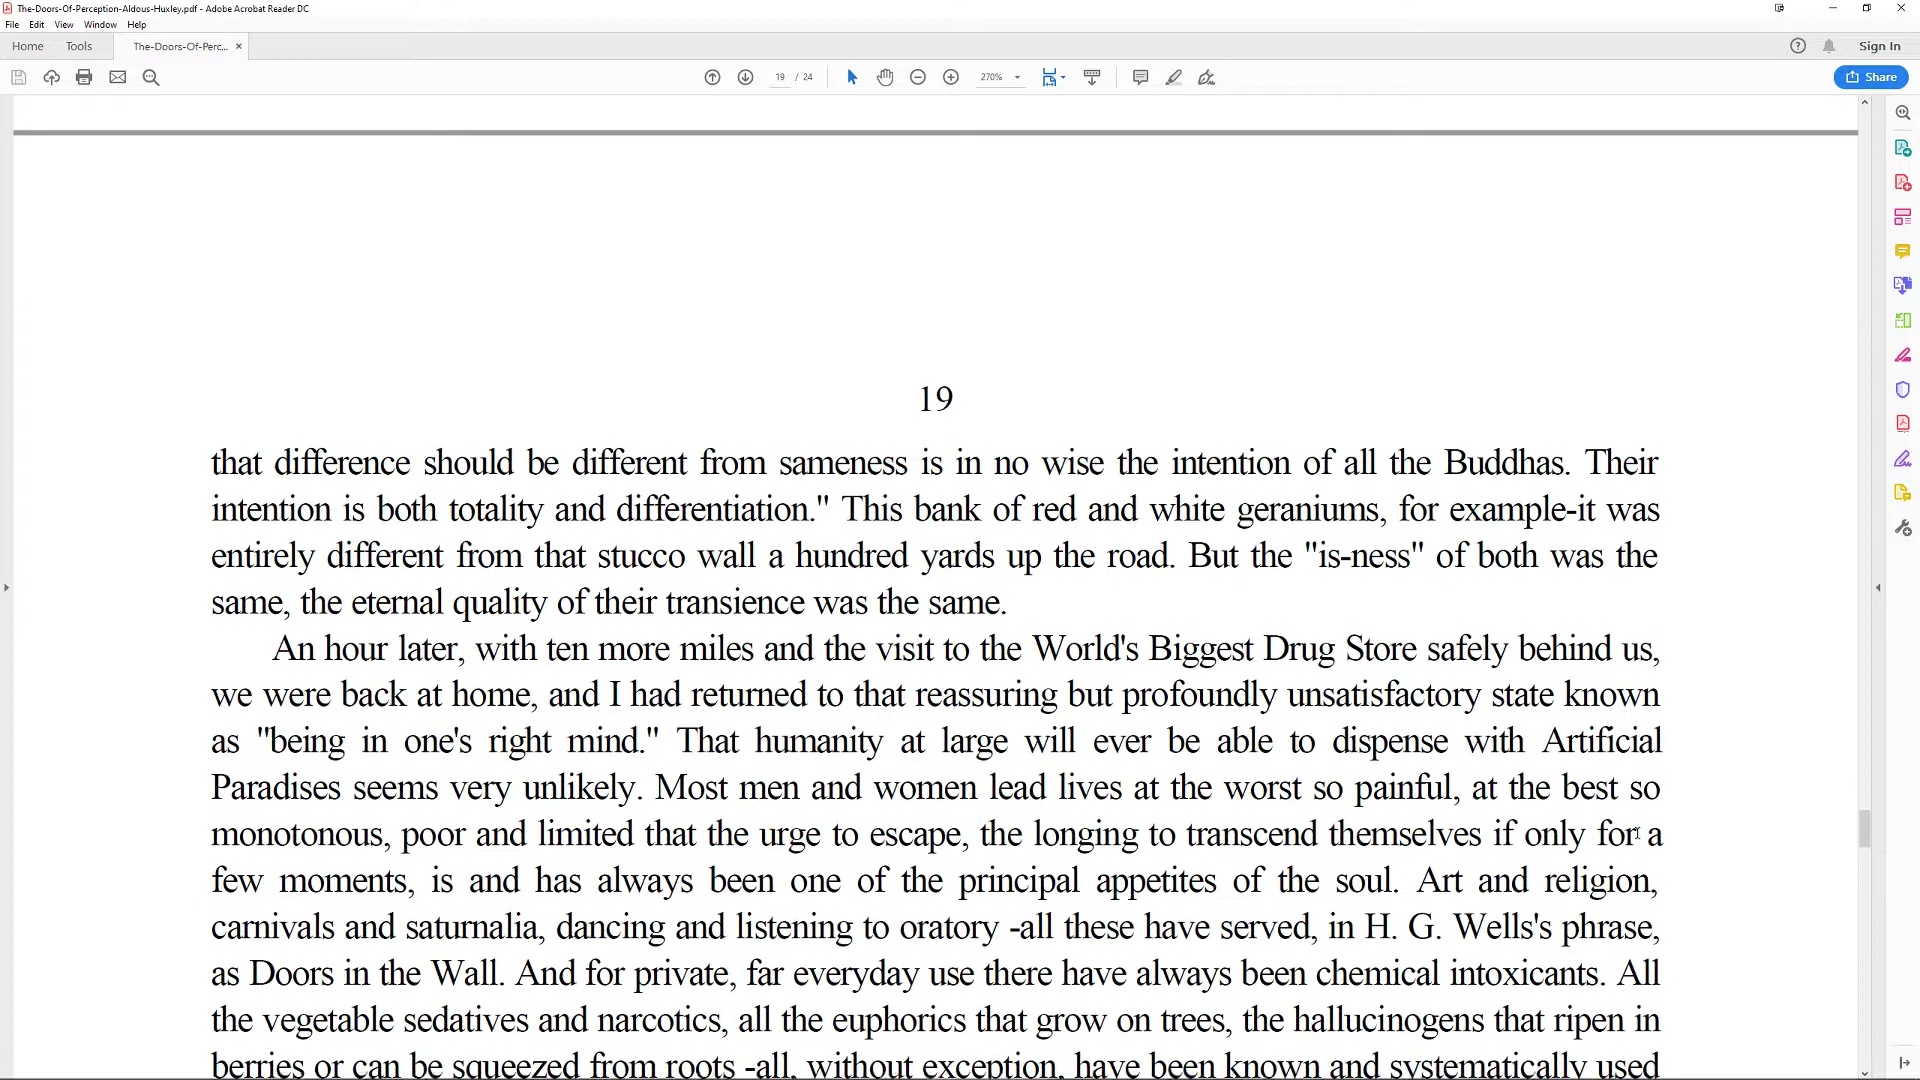 The-Doors-Of-Perception-Aldous-Huxley.pdf - Adobe Acrobat Reader DC
File Edit View Window Help
Home Tools The-Doors-Of-Perc... ×
Sign In
19 / 24 270% Share
19
that difference should be different from sameness is in no wise the intention of all the Buddhas. Their
intention is both totality and differentiation." This bank of red and white geraniums, for example-it was
entirely different from that stucco wall a hundred yards up the road. But the "is-ness" of both was the
same, the eternal quality of their transience was the same.
An hour later, with ten more miles and the visit to the World's Biggest Drug Store safely behind us,
we were back at home, and I had returned to that reassuring but profoundly unsatisfactory state known
as "being in one's right mind." That humanity at large will ever be able to dispense with Artificial
Paradises seems very unlikely. Most men and women lead lives at the worst so painful, at the best so
monotonous, poor and limited that the urge to escape, the longing to transcend themselves if only for a
few moments, is and has always been one of the principal appetites of the soul. Art and religion,
carnivals and saturnalia, dancing and listening to oratory -all these have served, in H. G. Wells's phrase,
as Doors in the Wall. And for private, far everyday use there have always been chemical intoxicants. All
the vegetable sedatives and narcotics, all the euphorics that grow on trees, the hallucinogens that ripen in
berries or can be squeezed from roots -all, without exception, have been known and systematically used